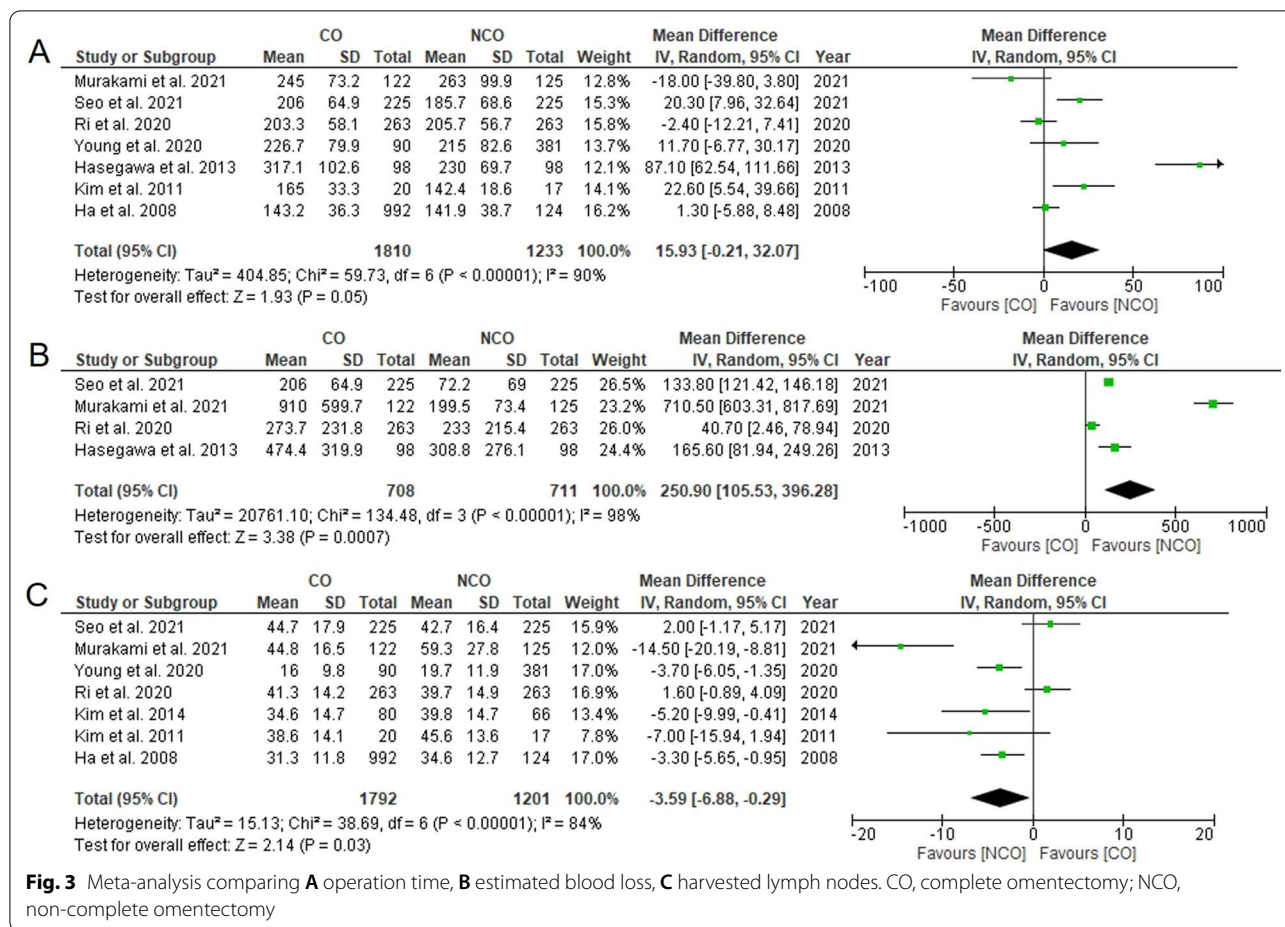 A
CO NCO Mean Difference Mean Difference
Study or Subgroup Mean SD Total Mean SD Total Weight IV, Random, 95% CI Year IV, Random, 95% CI
Murakami et al. 2021 245 73.2 122 263 99.9 125 12.8% -18.00 [-39.80, 3.80] 2021
Seo et al. 2021 206 64.9 225 185.7 68.6 225 15.3% 20.30 [7.96, 32.64] 2021
Ri et al. 2020 203.3 58.1 263 205.7 56.7 263 15.8% -2.40 [-12.21, 7.41] 2020
Young et al. 2020 226.7 79.9 90 215 82.6 381 13.7% 11.70 [-6.77, 30.17] 2020
Hasegawa et al. 2013 317.1 102.6 98 230 69.7 98 12.1% 87.10 [62.54, 111.66] 2013
Kim et al. 2011 165 33.3 20 142.4 18.6 17 14.1% 22.60 [5.54, 39.66] 2011
Ha et al. 2008 143.2 36.3 992 141.9 38.7 124 16.2% 1.30 [-5.88, 8.48] 2008
Total (95% CI) 1810 1233 100.0% 15.93 [-0.21, 32.07]
Heterogeneity: Tau² = 404.85; Chi² = 59.73, df = 6 (P < 0.00001); I² = 90%
Test for overall effect: Z = 1.93 (P = 0.05)
-100 -50 0 50 100
Favours [CO] Favours [NCO]
B
CO NCO Mean Difference Mean Difference
Study or Subgroup Mean SD Total Mean SD Total Weight IV, Random, 95% CI Year IV, Random, 95% CI
Seo et al. 2021 206 64.9 225 72.2 69 225 26.5% 133.80 [121.42, 146.18] 2021
Murakami et al. 2021 910 599.7 122 199.5 73.4 125 23.2% 710.50 [603.31, 817.69] 2021
Ri et al. 2020 273.7 231.8 263 233 215.4 263 26.0% 40.70 [2.46, 78.94] 2020
Hasegawa et al. 2013 474.4 319.9 98 308.8 276.1 98 24.4% 165.60 [81.94, 249.26] 2013
Total (95% CI) 708 711 100.0% 250.90 [105.53, 396.28]
Heterogeneity: Tau² = 20761.10; Chi² = 134.48, df = 3 (P < 0.00001); I² = 98%
Test for overall effect: Z = 3.38 (P = 0.0007)
-1000 -500 0 500 1000
Favours [CO] Favours [NCO]
C
CO NCO Mean Difference Mean Difference
Study or Subgroup Mean SD Total Mean SD Total Weight IV, Random, 95% CI Year IV, Random, 95% CI
Seo et al. 2021 44.7 17.9 225 42.7 16.4 225 15.9% 2.00 [-1.17, 5.17] 2021
Murakami et al. 2021 44.8 16.5 122 59.3 27.8 125 12.0% -14.50 [-20.19, -8.81] 2021
Young et al. 2020 16 9.8 90 19.7 11.9 381 17.0% -3.70 [-6.05, -1.35] 2020
Ri et al. 2020 41.3 14.2 263 39.7 14.9 263 16.9% 1.60 [-0.89, 4.09] 2020
Kim et al. 2014 34.6 14.7 80 39.8 14.7 66 13.4% -5.20 [-9.99, -0.41] 2014
Kim et al. 2011 38.6 14.1 20 45.6 13.6 17 7.8% -7.00 [-15.94, 1.94] 2011
Ha et al. 2008 31.3 11.8 992 34.6 12.7 124 17.0% -3.30 [-5.65, -0.95] 2008
Total (95% CI) 1792 1201 100.0% -3.59 [-6.88, -0.29]
Heterogeneity: Tau² = 15.13; Chi² = 38.69, df = 6 (P < 0.00001); I² = 84%
Test for overall effect: Z = 2.14 (P = 0.03)
-20 -10 0 10 20
Favours [NCO] Favours [CO]
Fig. 3 Meta-analysis comparing A operation time, B estimated blood loss, C harvested lymph nodes. CO, complete omentectomy; NCO,
non-complete omentectomy